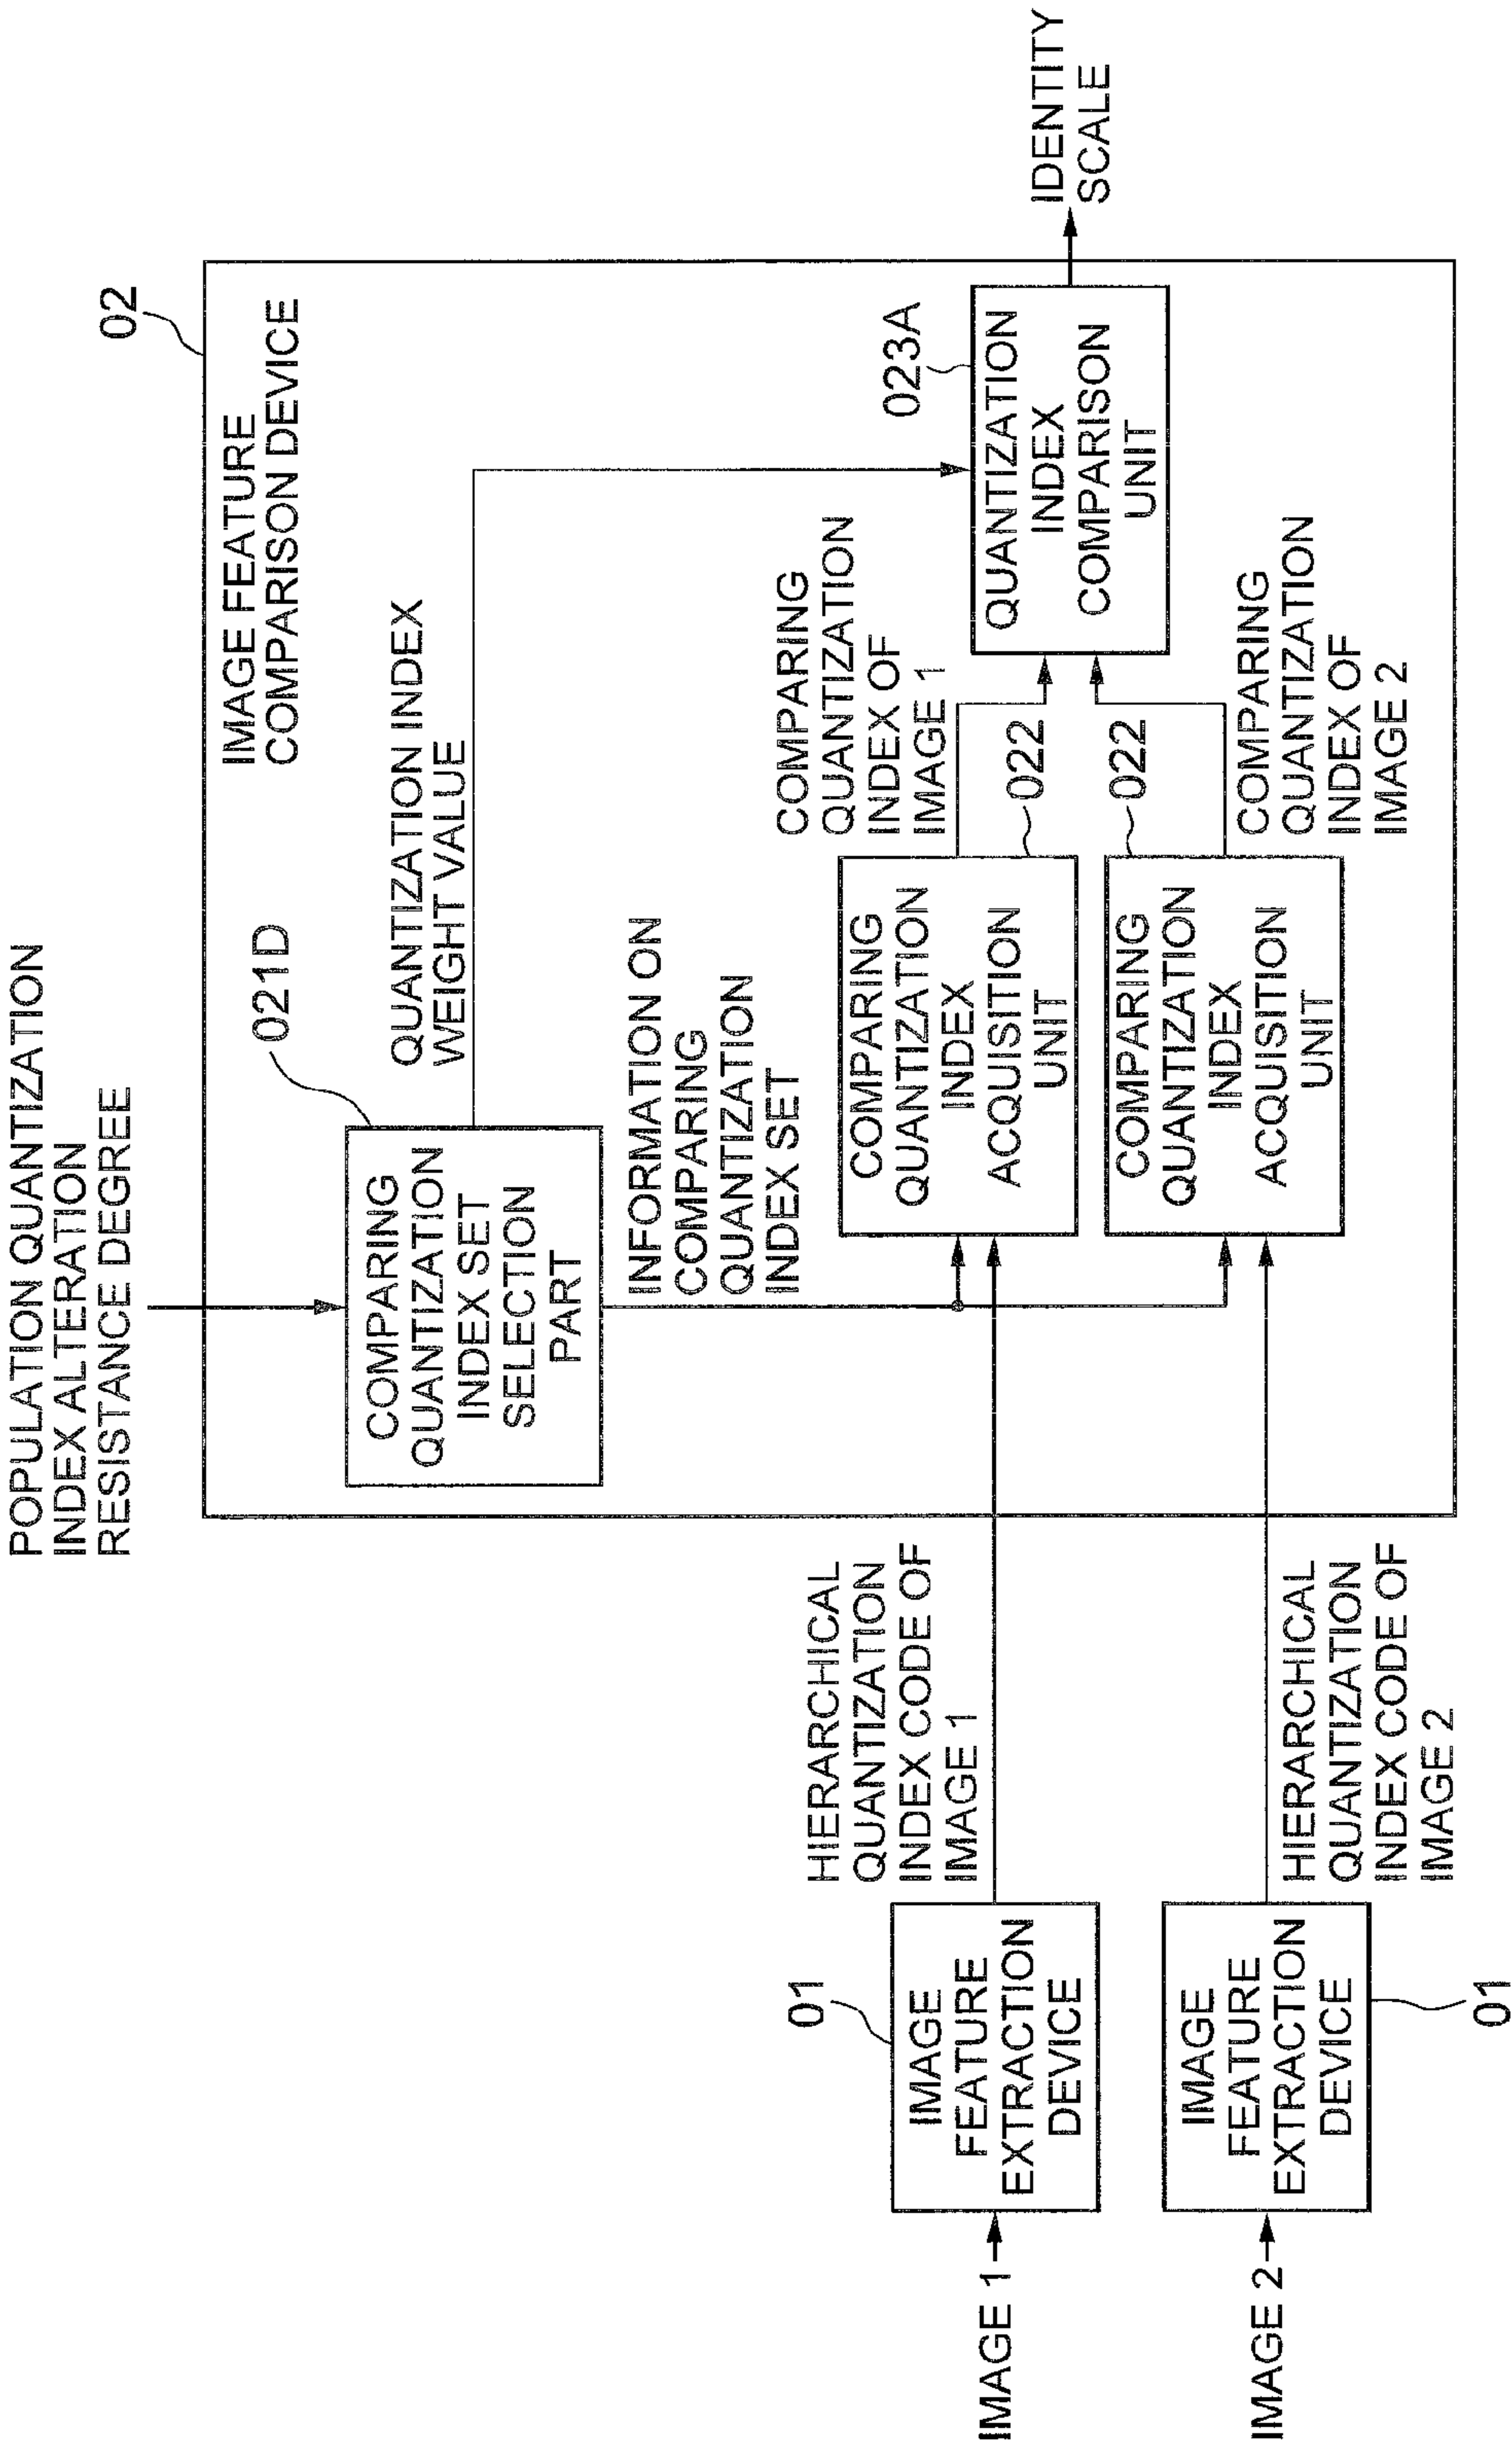 POPULATION QUANTIZATION
INDEX ALTERATION
RESISTANCE DEGREE
02
IMAGE FEATURE
COMPARISON DEVICE
021D
COMPARING
QUANTIZATION
INDEX SET
SELECTION
PART
QUANTIZATION INDEX
WEIGHT VALUE
INFORMATION ON
COMPARING
QUANTIZATION
INDEX SET
IMAGE 1
01
IMAGE
FEATURE
EXTRACTION
DEVICE
HIERARCHICAL
QUANTIZATION
INDEX CODE OF
IMAGE 1
COMPARING
QUANTIZATION
INDEX
ACQUISITION
UNIT
022
COMPARING
QUANTIZATION
INDEX OF
IMAGE 1
023A
QUANTIZATION
INDEX
COMPARISON
UNIT
IDENTITY
SCALE
IMAGE 2
IMAGE
FEATURE
EXTRACTION
DEVICE
01
HIERARCHICAL
QUANTIZATION
INDEX CODE OF
IMAGE 2
022
COMPARING
QUANTIZATION
INDEX
ACQUISITION
UNIT
COMPARING
QUANTIZATION
INDEX OF
IMAGE 2